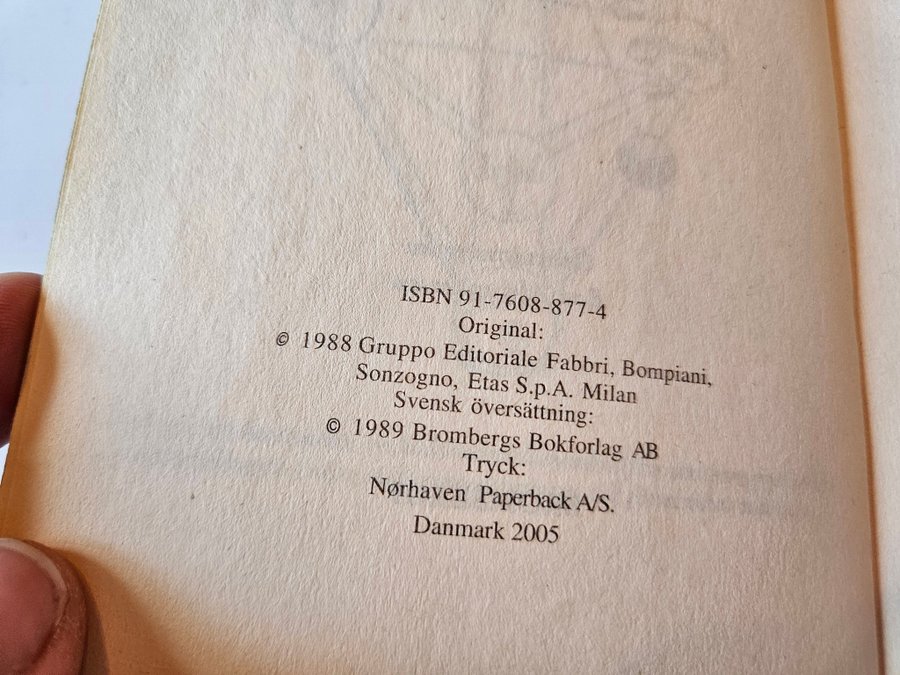 ISBN 91-7608-877-4
Original:
© 1988 Gruppo Editoriale Fabbri, Bompiani,
Sonzogno, Etas S.p.A. Milan
Svensk översättning:
© 1989 Brombergs Bokforlag AB
Tryck:
Nørhaven Paperback A/S.
Danmark 2005